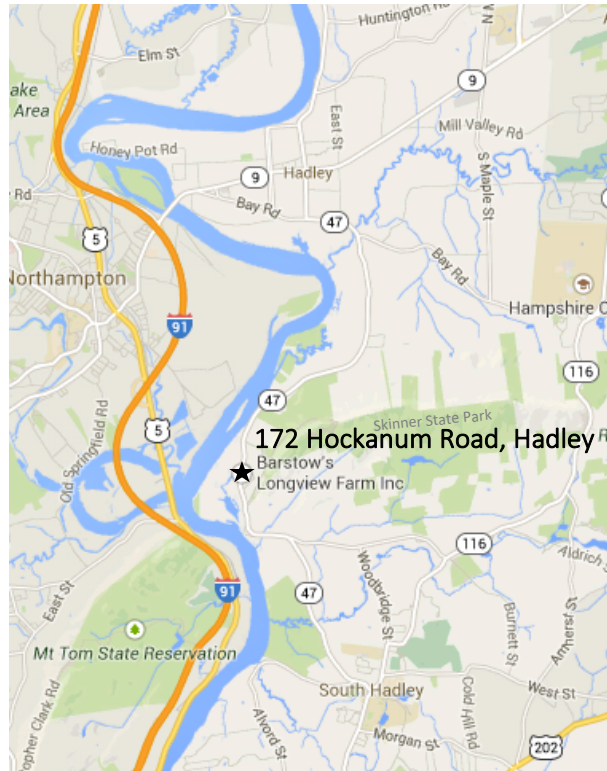 Huntington Rd
N M
Elm St
9
ake
Area
East St
Mill Valley Rd
Honey Pot Rd
S Maple St
Hadley
9
y Rd
Bay Rd
47
5
Bay Rd
Northampton
Hampshire C
91
116
47
Skinner State Park
5
172 Hockanum Road, Hadley
R
Old Springfield Rd
Barstow's
Longview Farm Inc
116
Aldrich S
Woodbridge St
East St
91
47
Burnett St
Amherst St
Mt Tom State Reservation
South Hadley
West St
opher Clark Rd
Cold Hill Rd
Alvord St
Morgan St
202